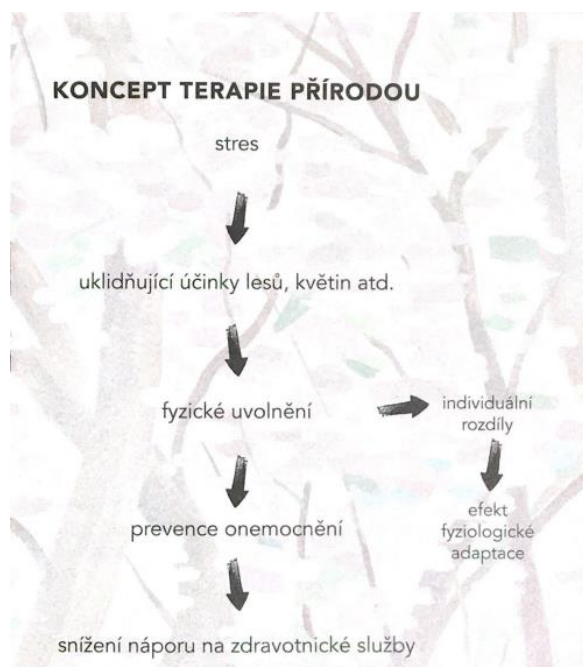 KONCEPT TERAPIE PŘÍRODOU
stres
uklidňující účinky lesů, květin atd.
fyzické uvolnění
individuální
rozdíly
prevence onemocnění
efekt
fyziologické
adaptace
snížení náporu na zdravotnické služby